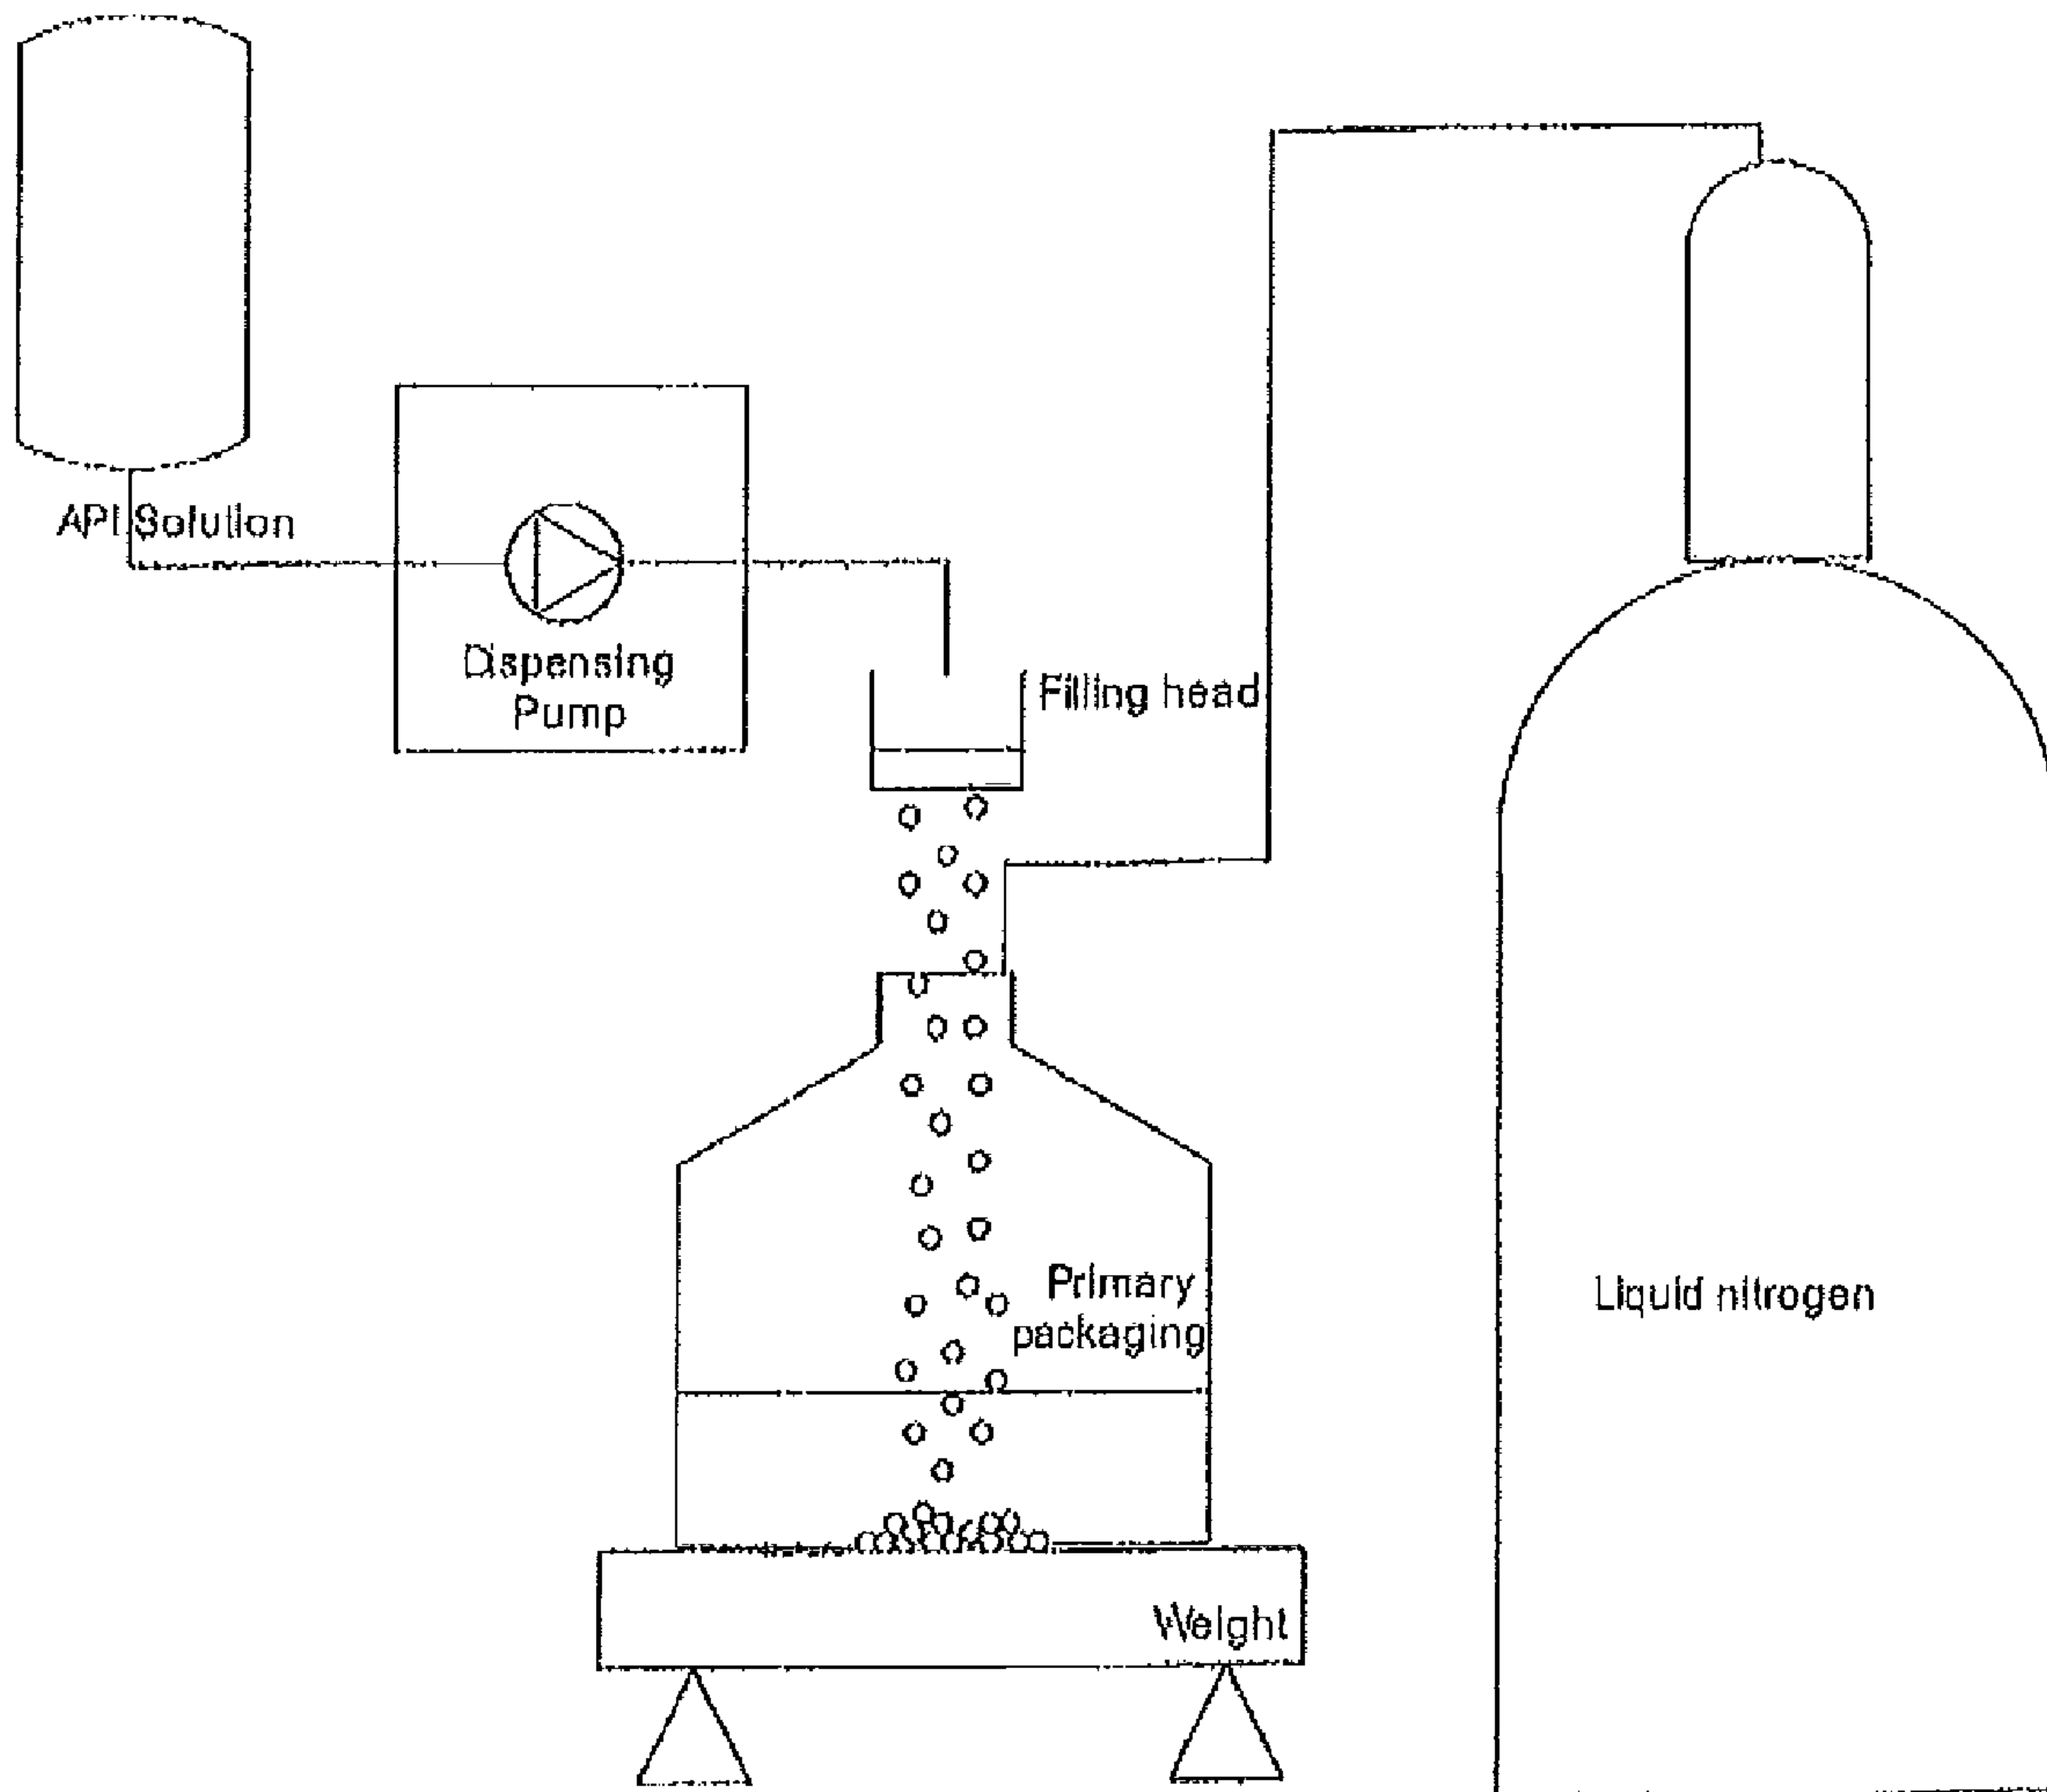 API Solution
Dispensing
Pump
Filling head
Primary
packaging
Liquid nitrogen
Weight